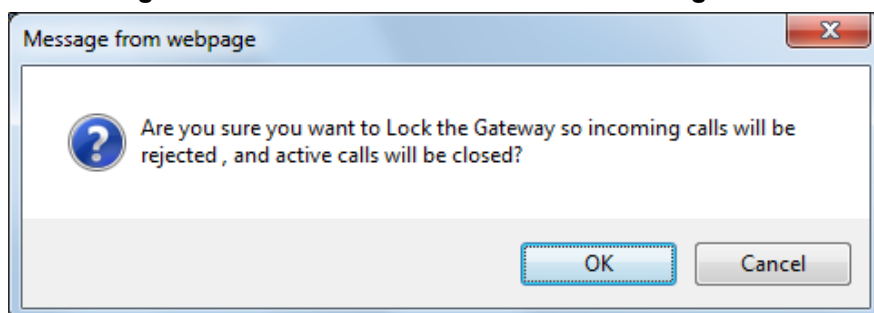 Message from webpage
Are you sure you want to Lock the Gateway so incoming calls will be
rejected , and active calls will be closed?
OK
Cancel